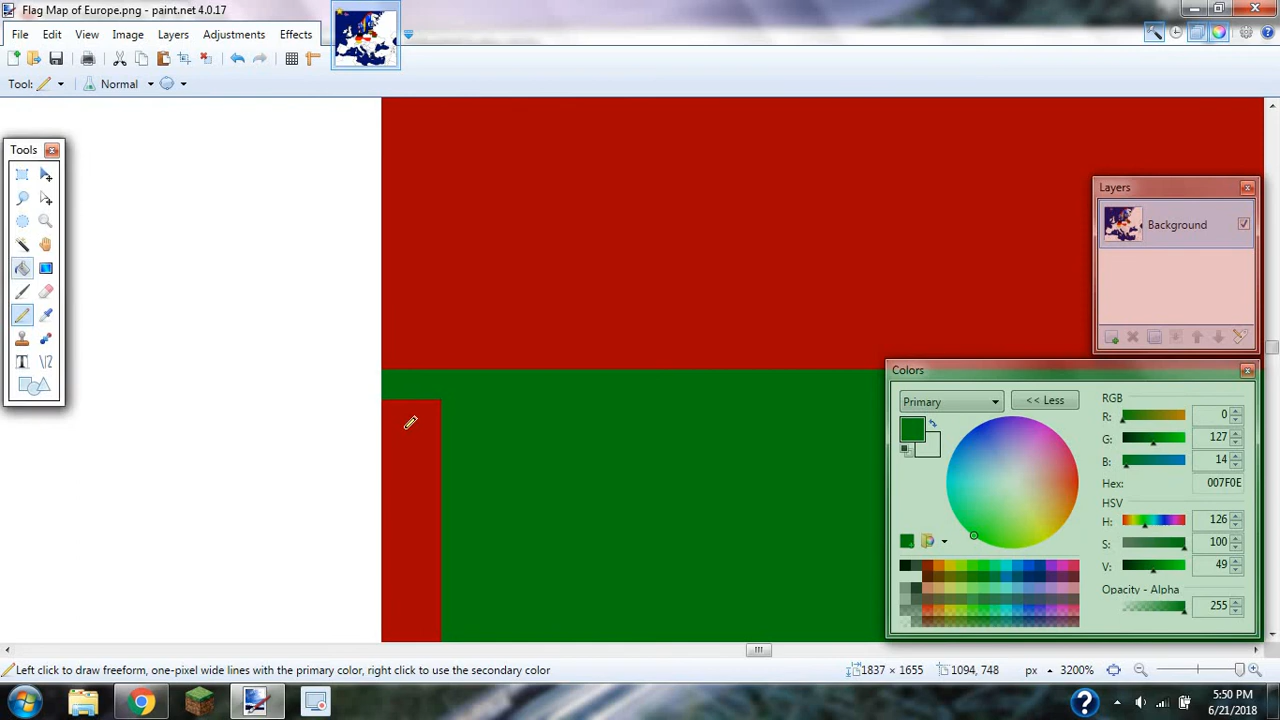 Flag Map of Europe.png - paint.net 4.0.17
File Edit View Image Layers Adjustments Effects
Tool: Normal
Tools
Layers
Background
Colors
Primary << Less
RGB
R: 0
G: 127
B: 14
Hex: 007F0E
HSV
H: 126
S: 100
V: 49
Opacity - Alpha
255
Left click to draw freeform, one-pixel wide lines with the primary color, right click to use the secondary color
1837 × 1655 1094, 748 px 3200%
5:50 PM
6/21/2018